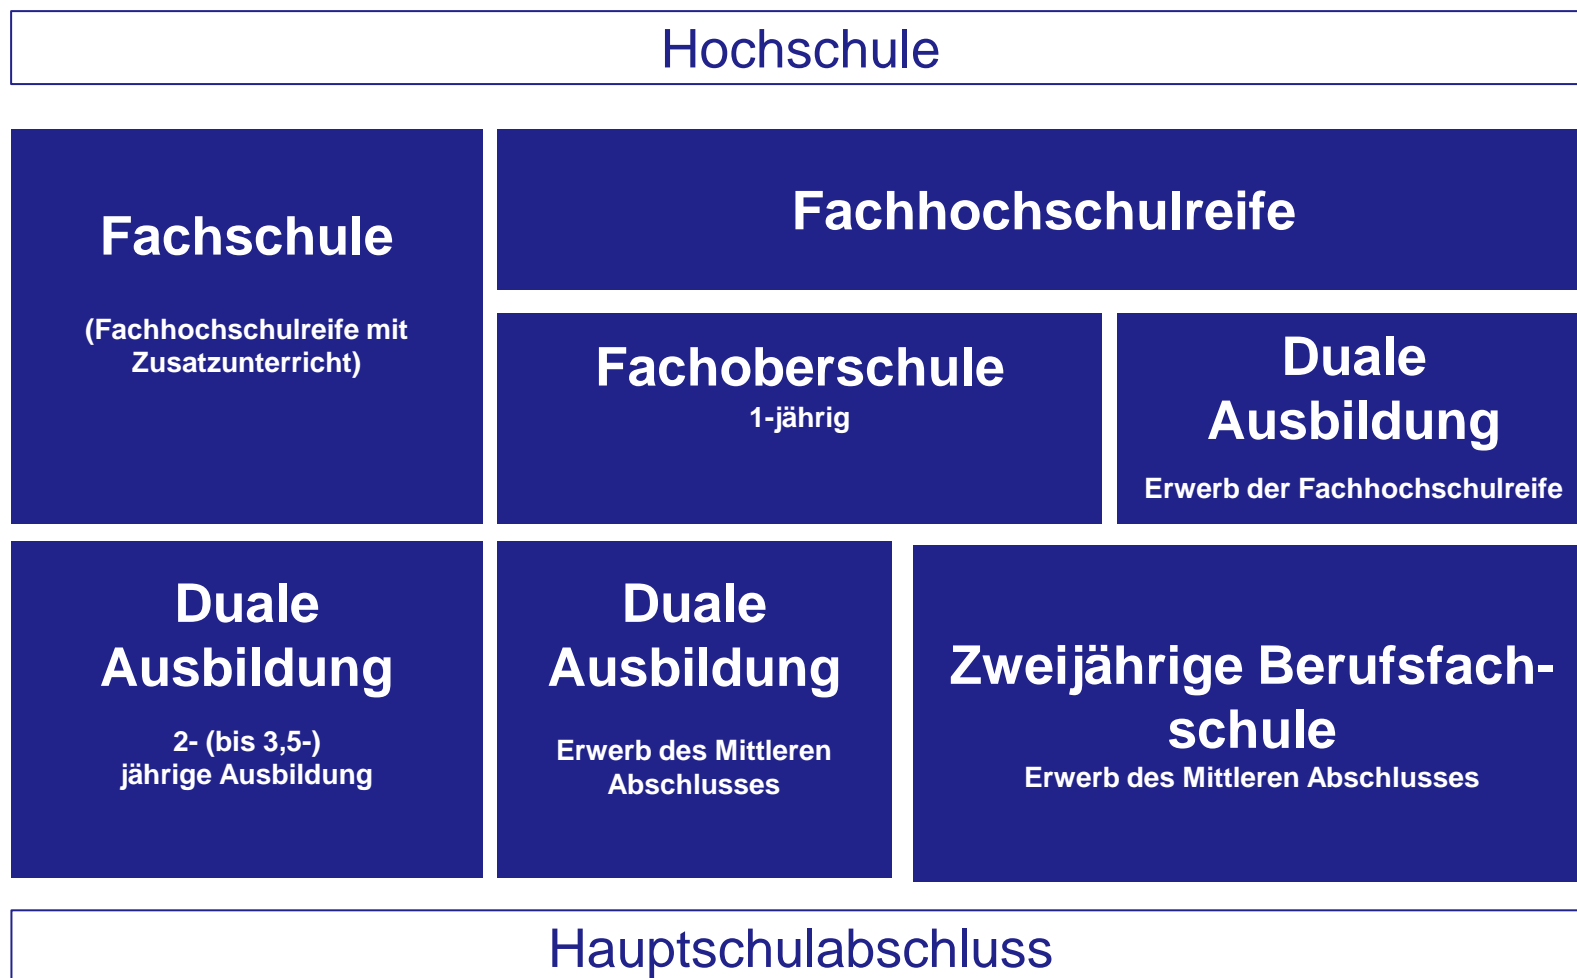 Hochschule
Fachschule
(Fachhochschulreife mit
Zusatzunterricht)
Fachhochschulreife
Fachoberschule
1-jährig
Duale
Ausbildung
Erwerb der Fachhochschulreife
Duale
Ausbildung
2- (bis 3,5-)
jährige Ausbildung
Duale
Ausbildung
Erwerb des Mittleren
Abschlusses
Zweijährige Berufsfach-
schule
Erwerb des Mittleren Abschlusses
Hauptschulabschluss